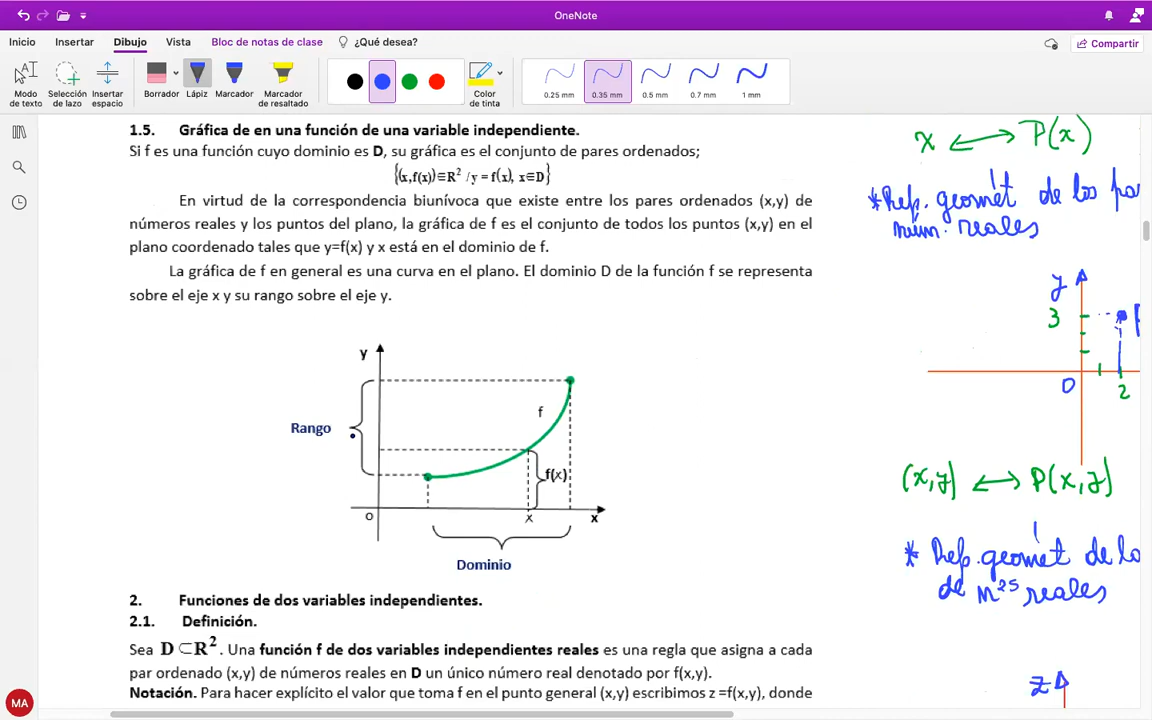 OneNote
Inicio Insertar Dibujo Vista Bloc de notas de clase ¿Qué desea? Compartir
Modo de texto Selección de lazo Insertar espacio Borrador Lápiz Marcador Marcador de resaltado Color de tinta 0.25 mm 0.35 mm 0.5 mm 0.7 mm 1 mm
1.5. Gráfica de en una función de una variable independiente.
Si f es una función cuyo dominio es D, su gráfica es el conjunto de pares ordenados;
{(x,f(x))≡R² /y = f(x), x≡D}
En virtud de la correspondencia biunívoca que existe entre los pares ordenados (x,y) de
números reales y los puntos del plano, la gráfica de f es el conjunto de todos los puntos (x,y) en el
plano coordenado tales que y=f(x) y x está en el dominio de f.
La gráfica de f en general es una curva en el plano. El dominio D de la función f se representa
sobre el eje x y su rango sobre el eje y.
y
f
Rango
f(x)
o
x
x
Dominio
2. Funciones de dos variables independientes.
2.1. Definición.
Sea D⊂R². Una función f de dos variables independientes reales es una regla que asigna a cada
par ordenado (x,y) de números reales en D un único número real denotado por f(x,y).
Notación. Para hacer explícito el valor que toma f en el punto general (x,y) escribimos z =f(x,y), donde
x ⟷ P(x)
*Rep. geomét de los par
núm. reales
y
3
0
1
2
(x,y) ⟷ P(x,y)
* Rep. geomét de lo
de n²ˢ reales
z
MA